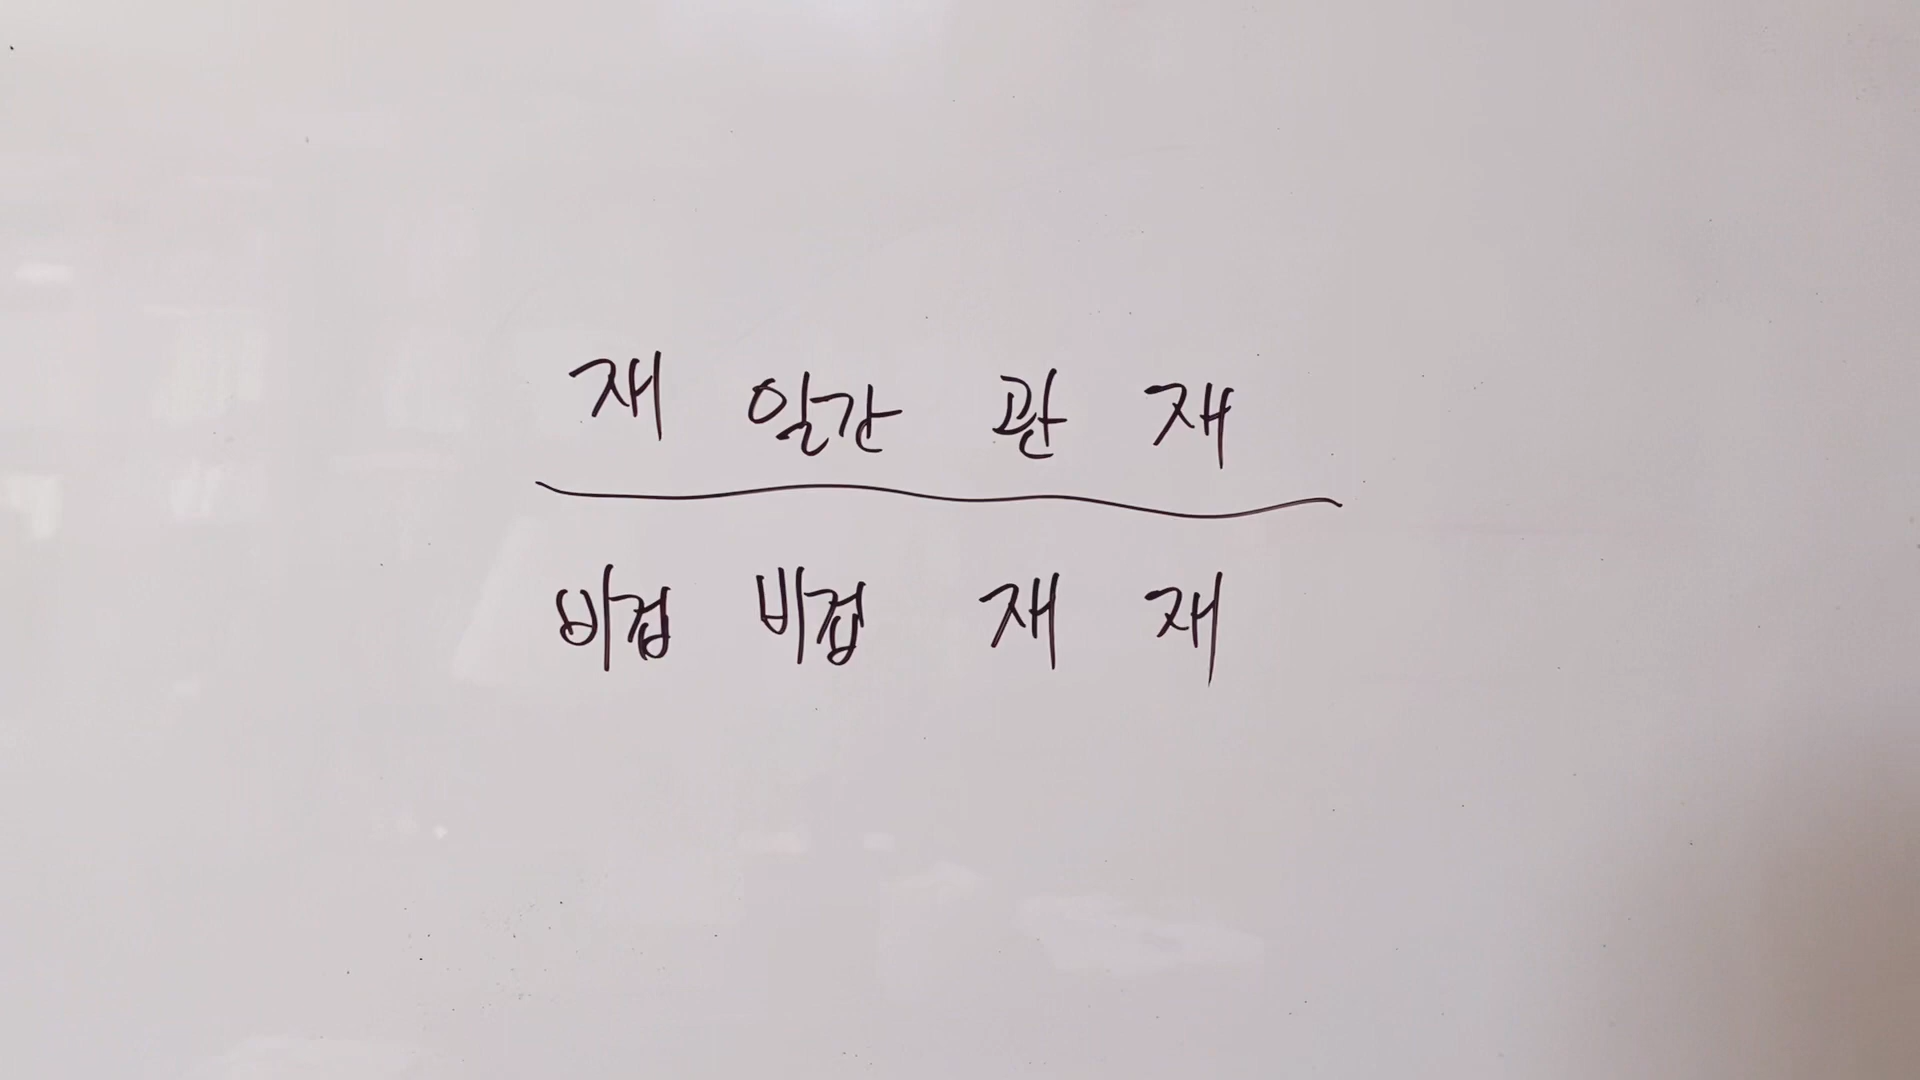 재 일간 관 재
비겁 비겁 재 재